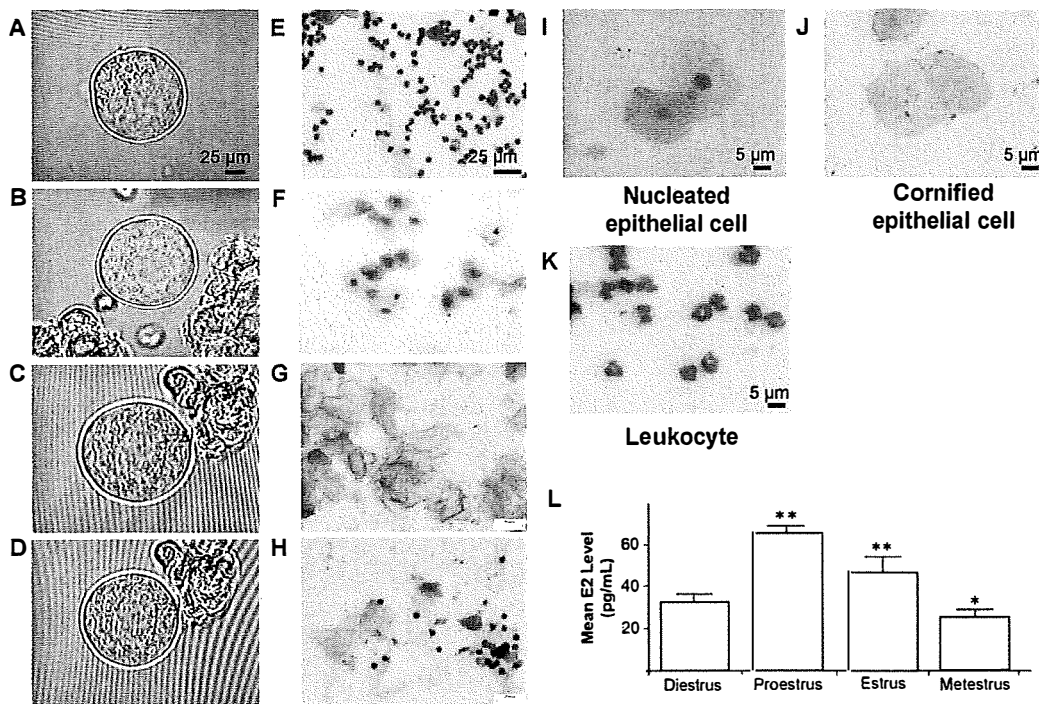 A
25 µm
B
C
D
E
25 µm
F
G
H
I
5 µm
Nucleated
epithelial cell
J
5 µm
Cornified
epithelial cell
K
5 µm
Leukocyte
L
Mean E2 Level
(pg/mL)
60
40
20
**
**
*
Diestrus
Proestrus
Estrus
Metestrus